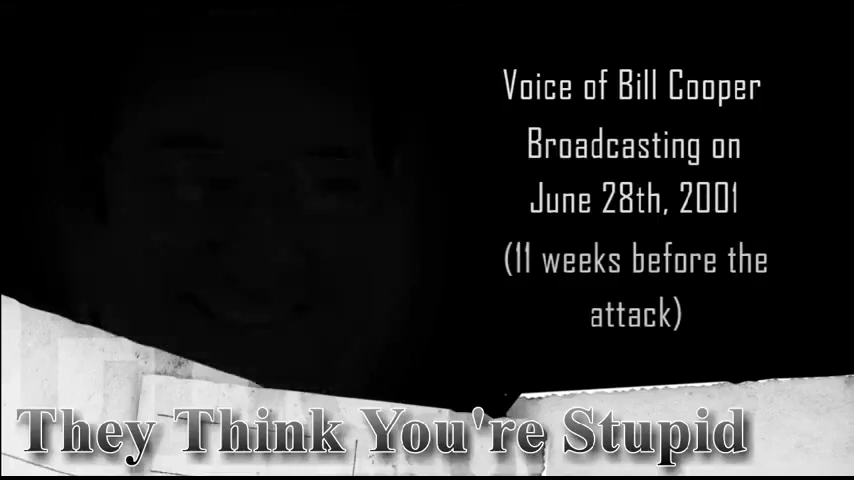 Voice of Bill Cooper
Broadcasting on
June 28th, 2001
(11 weeks before the
attack)
They Think You're Stupid